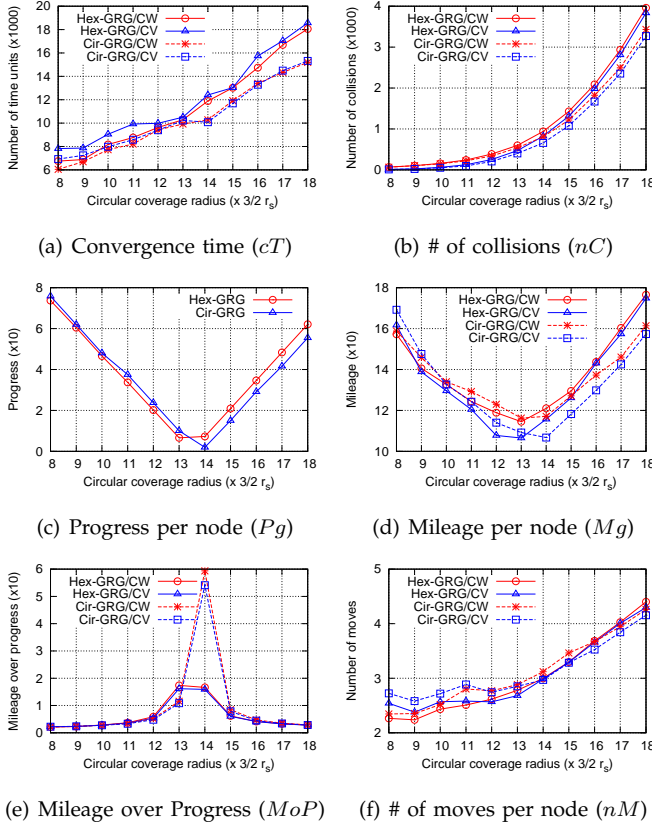 Number of time units (x1000)
20
18
16
14
12
10
8
6
Hex-GRG/CW
Hex-GRG/CV
Cir-GRG/CW
Cir-GRG/CV
8 9 10 11 12 13 14 15 16 17 18
Circular coverage radius (x 3/2 r_s)
(a) Convergence time (cT)
Number of collisions (x1000)
4
3
2
1
0
Hex-GRG/CW
Hex-GRG/CV
Cir-GRG/CW
Cir-GRG/CV
8 9 10 11 12 13 14 15 16 17 18
Circular coverage radius (x 3/2 r_s)
(b) # of collisions (nC)
Progress (x10)
8
6
4
2
0
Hex-GRG
Cir-GRG
8 9 10 11 12 13 14 15 16 17 18
Circular coverage radius (x 3/2 r_s)
(c) Progress per node (Pg)
Mileage (x10)
18
16
14
12
10
Hex-GRG/CW
Hex-GRG/CV
Cir-GRG/CW
Cir-GRG/CV
8 9 10 11 12 13 14 15 16 17 18
Circular coverage radius (x 3/2 r_s)
(d) Mileage per node (Mg)
Mileage over progress (x10)
6
5
4
3
2
1
0
Hex-GRG/CW
Hex-GRG/CV
Cir-GRG/CW
Cir-GRG/CV
8 9 10 11 12 13 14 15 16 17 18
Circular coverage radius (x 3/2 r_s)
(e) Mileage over Progress (MoP)
Number of moves
5
4
3
2
Hex-GRG/CW
Hex-GRG/CV
Cir-GRG/CW
Cir-GRG/CV
8 9 10 11 12 13 14 15 16 17 18
Circular coverage radius (x 3/2 r_s)
(f) # of moves per node (nM)